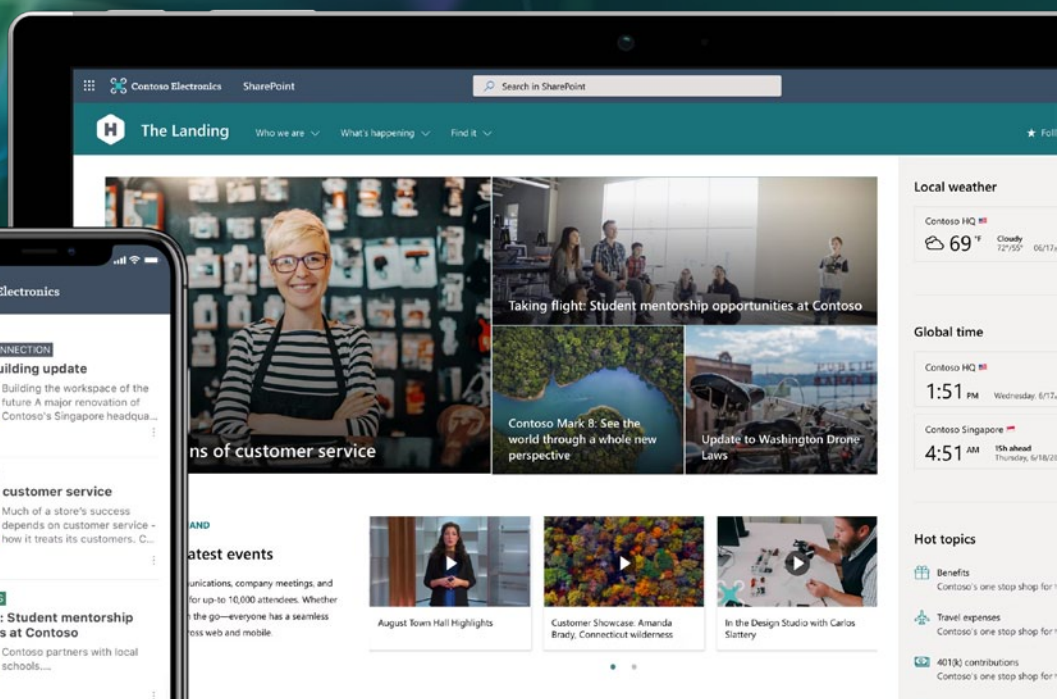 Contoso Electronics
SharePoint
Search in SharePoint
H
The Landing
Who we are
What's happening
Find it
Local weather
Contoso HQ
69 °F
Cloudy
72°/55°
Taking flight: Student mentorship opportunities at Contoso
Contoso Mark 8: See the
world through a whole new
perspective
Update to Washington Drone
Laws
PUBLIC
of customer service
Global time
Contoso HQ
1:51 PM
Wednesday,
Contoso Singapore
4:51 AM
15h ahead
Thursday,
Hot topics
Benefits
Contoso's one stop shop for
Travel expenses
Contoso's one stop shop for
401(k) contributions
Contoso's one stop shop for
AND
events
company meetings, and
for up-to 10,000 attendees. Whether
the go—everyone has a seamless
web and mobile.
August Town Hall Highlights
Customer Showcase: Amanda
Brady, Connecticut wilderness
In the Design Studio with Carlos
Slattery
update
Building the workspace of the
future A major renovation of
Contoso's Singapore headqua...
customer service
Much of a store's success
depends on customer service -
how it treats its customers. C...
: Student mentorship
at Contoso
Contoso partners with local
schools....